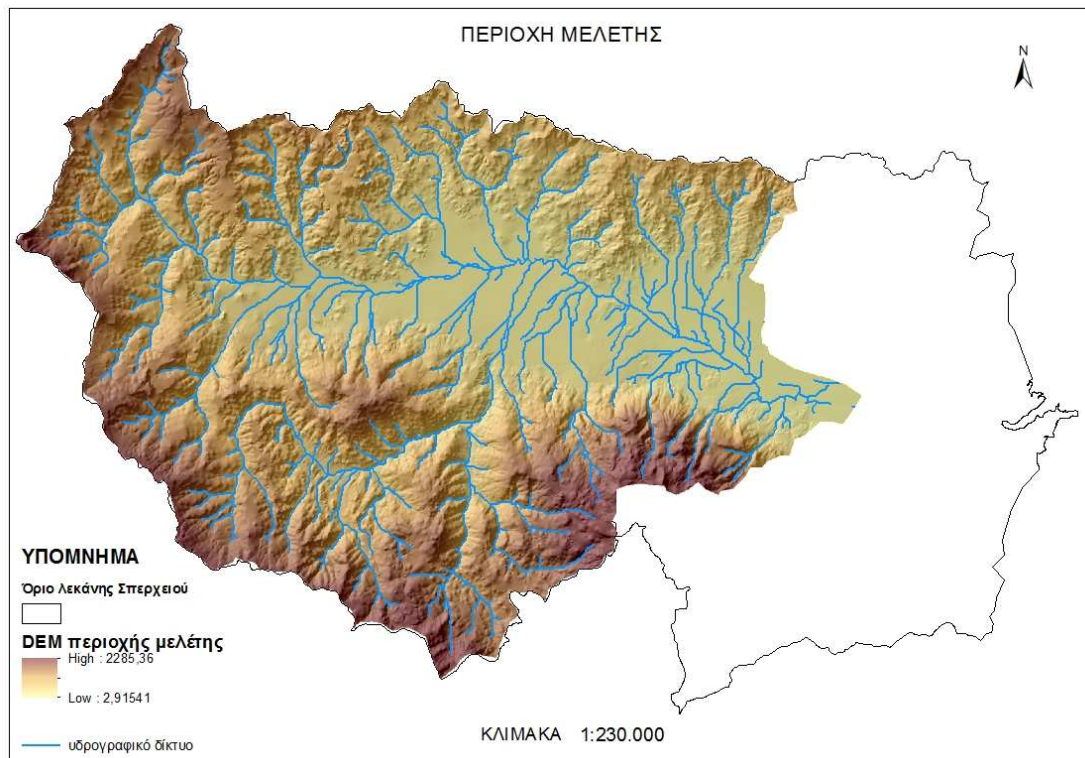 ΠΕΡΙΟΧΗ ΜΕΛΕΤΗΣ
N
ΥΠΟΜΝΗΜΑ
Όριο λεκάνης Σπερχειού
DEM περιοχής μελέτης
High : 2285,36
Low : 2,91541
υδρογραφικό δίκτυο
ΚΛΙΜΑΚΑ 1:230.000